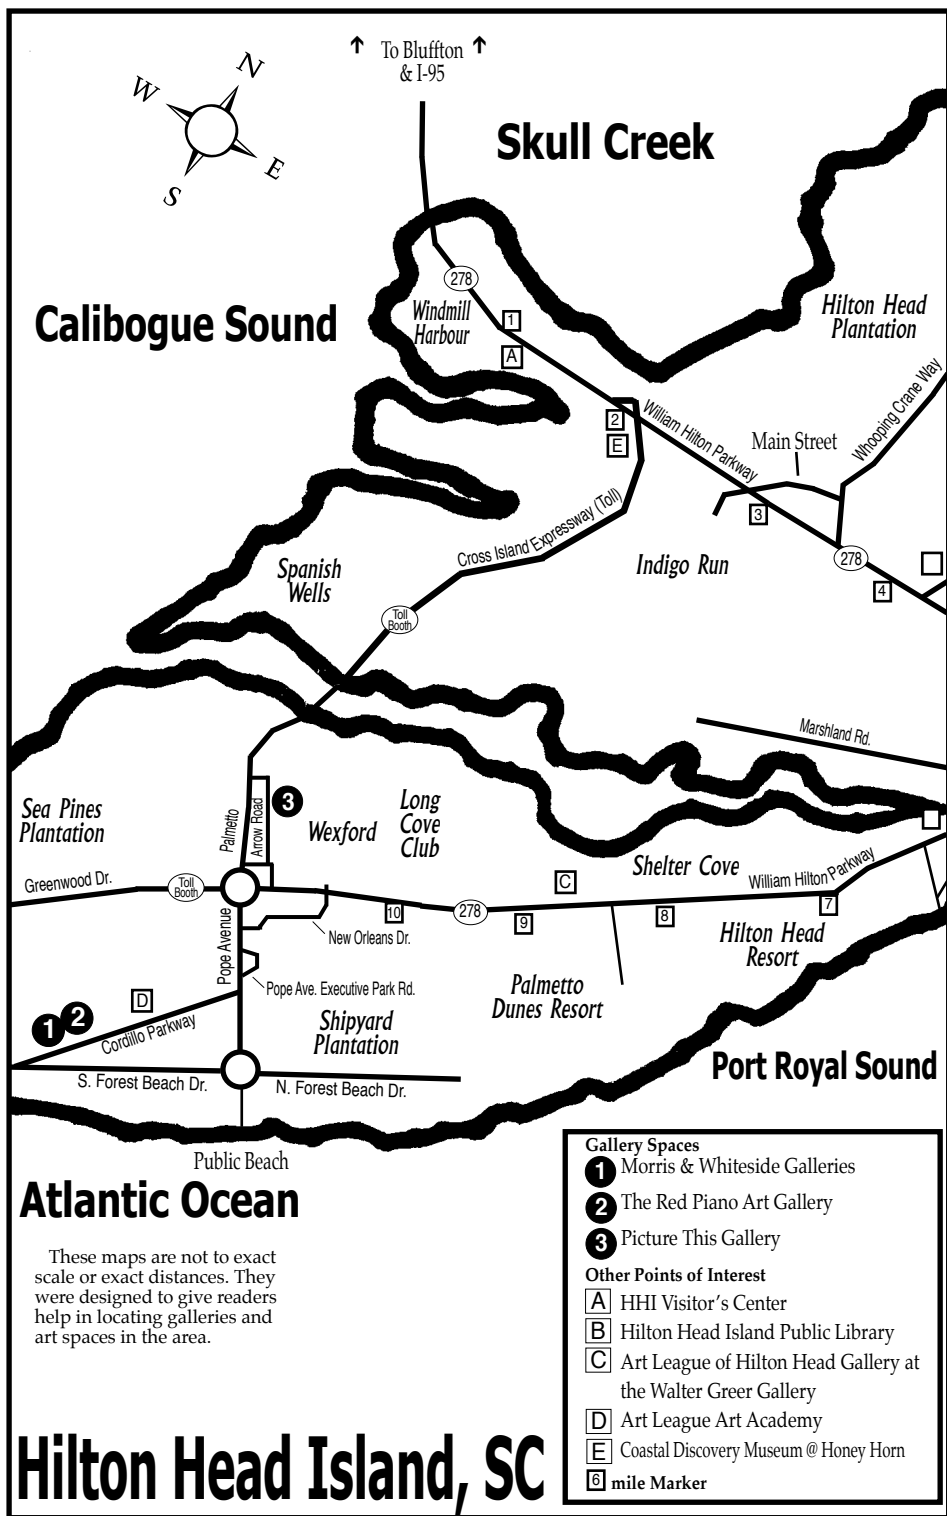 To Bluffton
& I-95
N
W
E
S
Skull Creek
278
Calibogue Sound
Windmill
Harbour
1
A
Hilton Head
Plantation
2
E
William Hilton Parkway
Main Street
Whooping Crane Way
3
Cross Island Expressway (Toll)
Spanish
Wells
Indigo Run
278
4
Toll
Booth
Marshland Rd.
Sea Pines
Plantation
Palmetto
Arrow Road
3
Wexford
Long
Cove
Club
Shelter Cove
William Hilton Parkway
C
Greenwood Dr.
Toll
Booth
10
278
9
8
7
Pope Avenue
New Orleans Dr.
Hilton Head
Resort
Pope Ave. Executive Park Rd.
Palmetto
Dunes Resort
D
1
2
Cordillo Parkway
Shipyard
Plantation
Port Royal Sound
S. Forest Beach Dr.
N. Forest Beach Dr.
Public Beach
Atlantic Ocean
These maps are not to exact
scale or exact distances. They
were designed to give readers
help in locating galleries and
art spaces in the area.
Gallery Spaces
1 Morris & Whiteside Galleries
2 The Red Piano Art Gallery
3 Picture This Gallery
Other Points of Interest
A HHI Visitor's Center
B Hilton Head Island Public Library
C Art League of Hilton Head Gallery at
the Walter Greer Gallery
D Art League Art Academy
E Coastal Discovery Museum @ Honey Horn
6 mile Marker
Hilton Head Island, SC